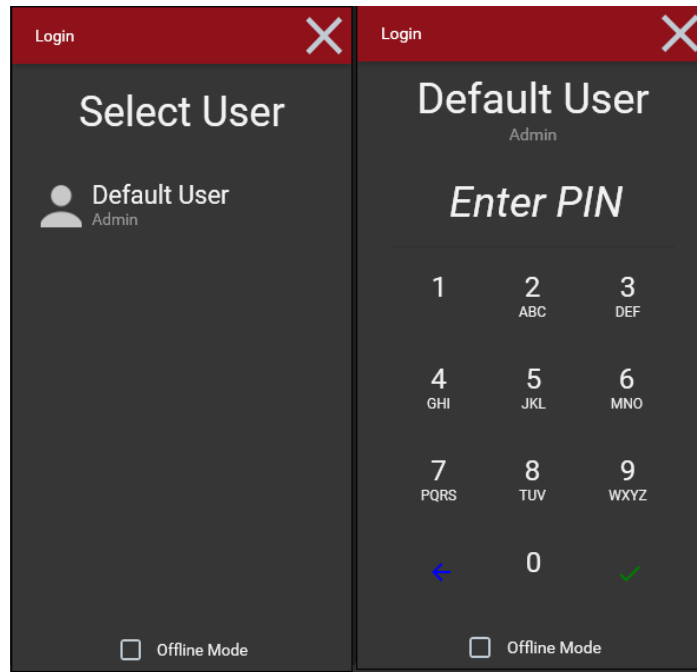 Login
Select User
Default User
Admin
Offline Mode
Login
Default User
Admin
Enter PIN
1 2 3
ABC DEF
4 5 6
GHI JKL MNO
7 8 9
PQRS TUV WXYZ
0
Offline Mode